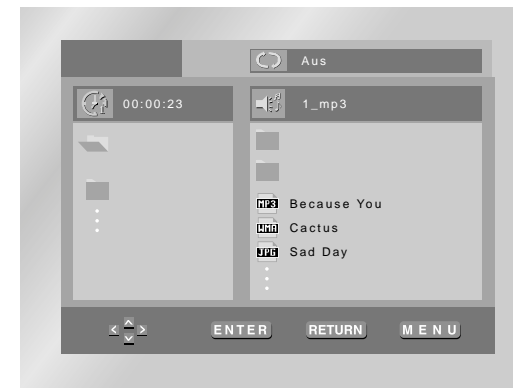 Aus
00:00:23
1_mp3
MP3 Because You
WMA Cactus
JPG Sad Day
ENTER RETURN MENU